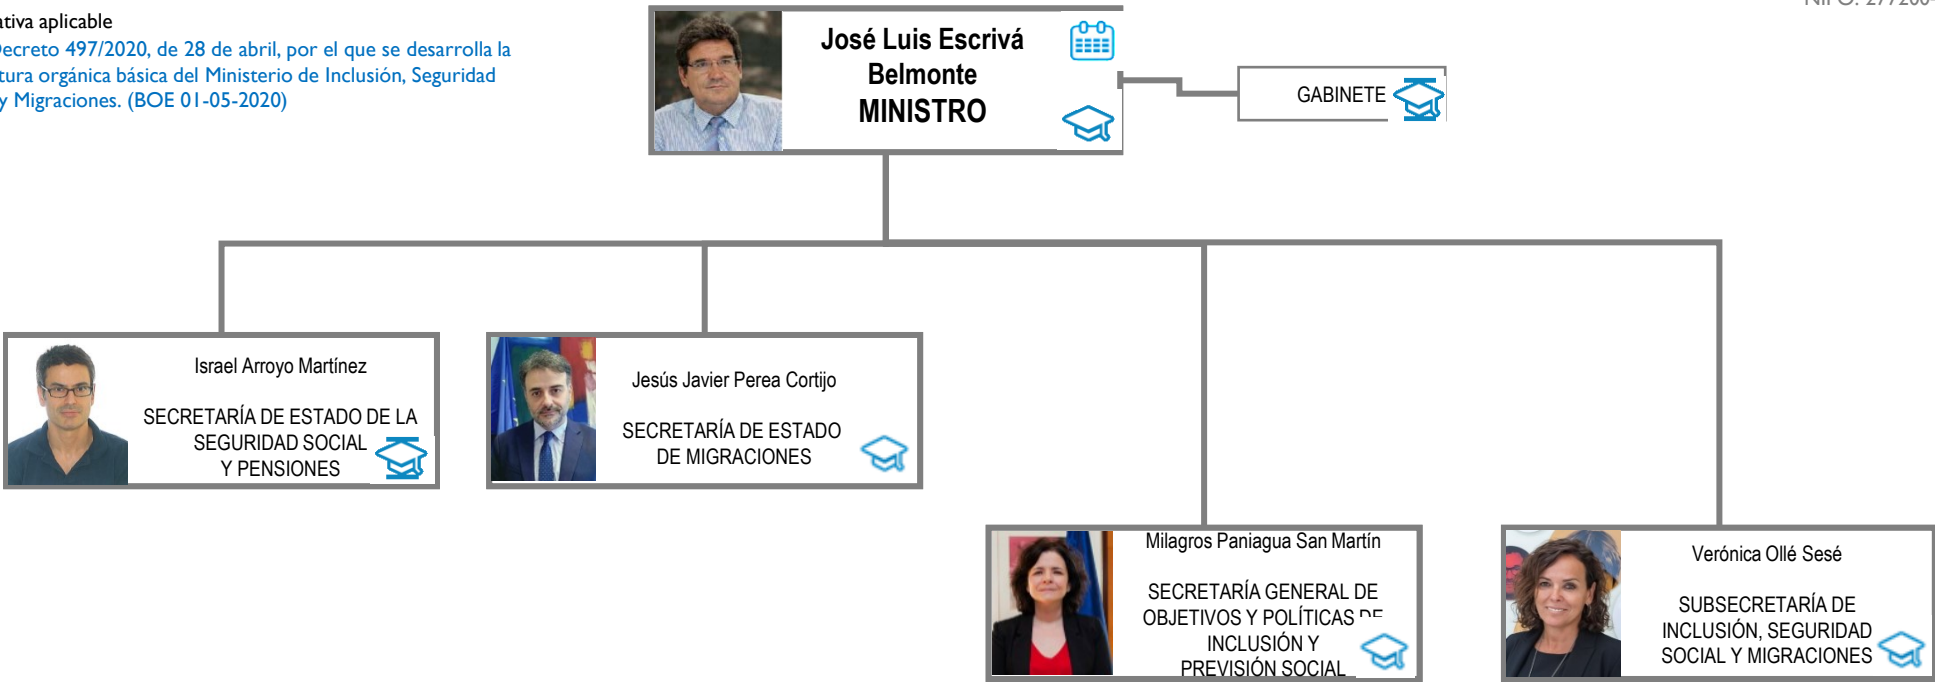 ativa aplicable
Decreto 497/2020, de 28 de abril, por el que se desarrolla la
tura orgánica básica del Ministerio de Inclusión, Seguridad
y Migraciones. (BOE 01-05-2020)
José Luis Escrivá
Belmonte
MINISTRO
GABINETE
Israel Arroyo Martínez
SECRETARÍA DE ESTADO DE LA
SEGURIDAD SOCIAL
Y PENSIONES
Jesús Javier Perea Cortijo
SECRETARÍA DE ESTADO
DE MIGRACIONES
Milagros Paniagua San Martín
SECRETARÍA GENERAL DE
OBJETIVOS Y POLÍTICAS DE
INCLUSIÓN Y
PREVISIÓN SOCIAL
Verónica Ollé Sesé
SUBSECRETARÍA DE
INCLUSIÓN, SEGURIDAD
SOCIAL Y MIGRACIONES